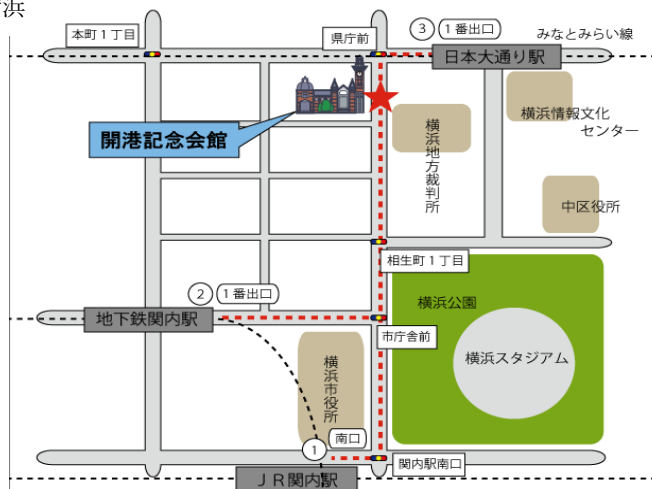 浜
本町1丁目
県庁前
③
1番出口
みなとみらい線
日本大通り駅
開港記念会館
横浜地方裁判所
横浜情報文化
センター
中区役所
相生町1丁目
②
1番出口
地下鉄関内駅
市庁舎前
横浜公園
横浜スタジアム
横浜市役所
①
南口
関内駅南口
JR関内駅